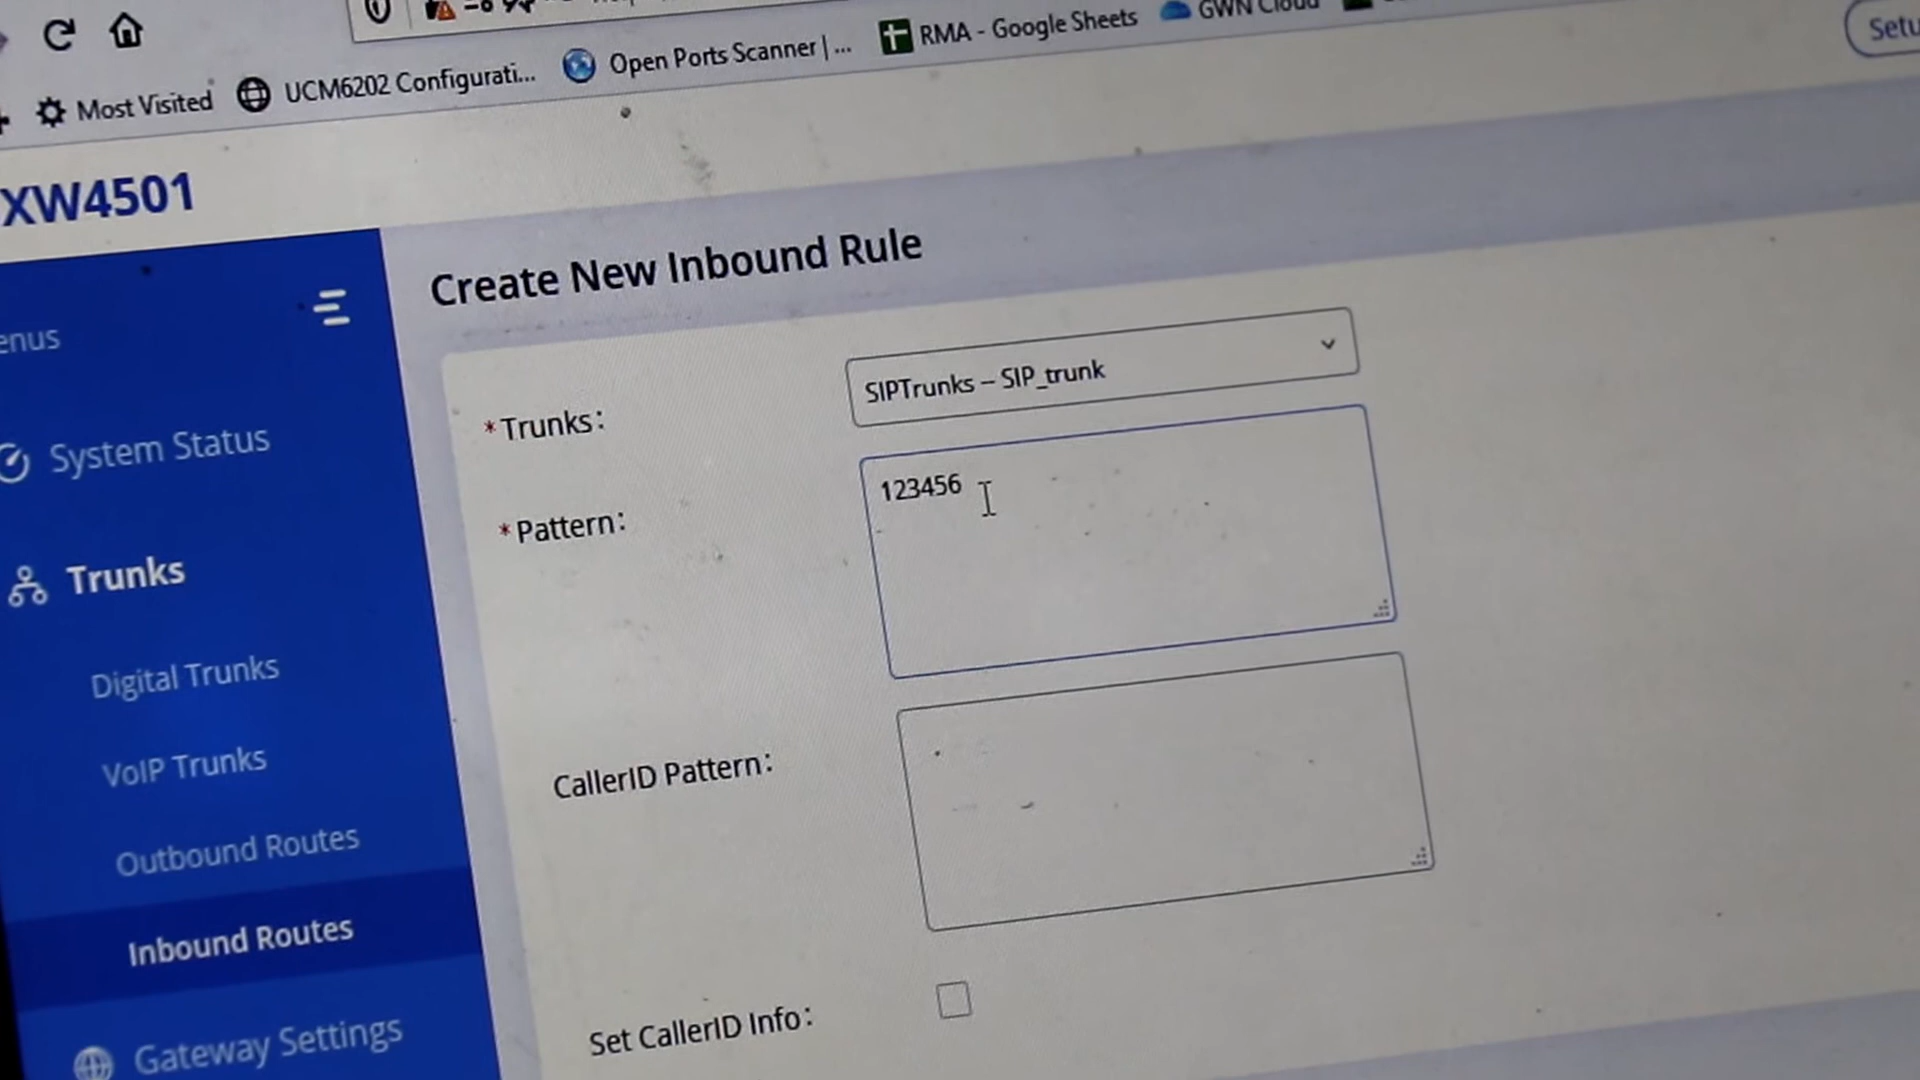 Most Visited
UCM6202 Configurati...
Open Ports Scanner | ...
RMA - Google Sheets
GWN Cloud
Setu
XW4501
enus
System Status
Trunks
Digital Trunks
VoIP Trunks
Outbound Routes
Inbound Routes
Gateway Settings
Create New Inbound Rule
* Trunks:
SIPTrunks – SIP_trunk
* Pattern:
123456
CallerID Pattern:
Set CallerID Info: